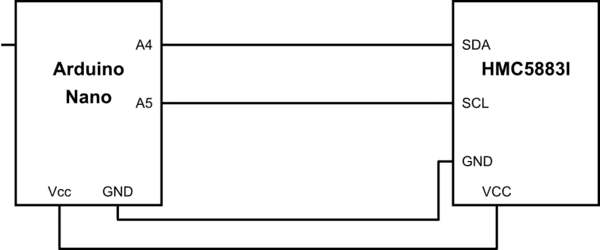 Arduino
Nano
A4
A5
Vcc
GND
SDA
HMC5883l
SCL
GND
VCC